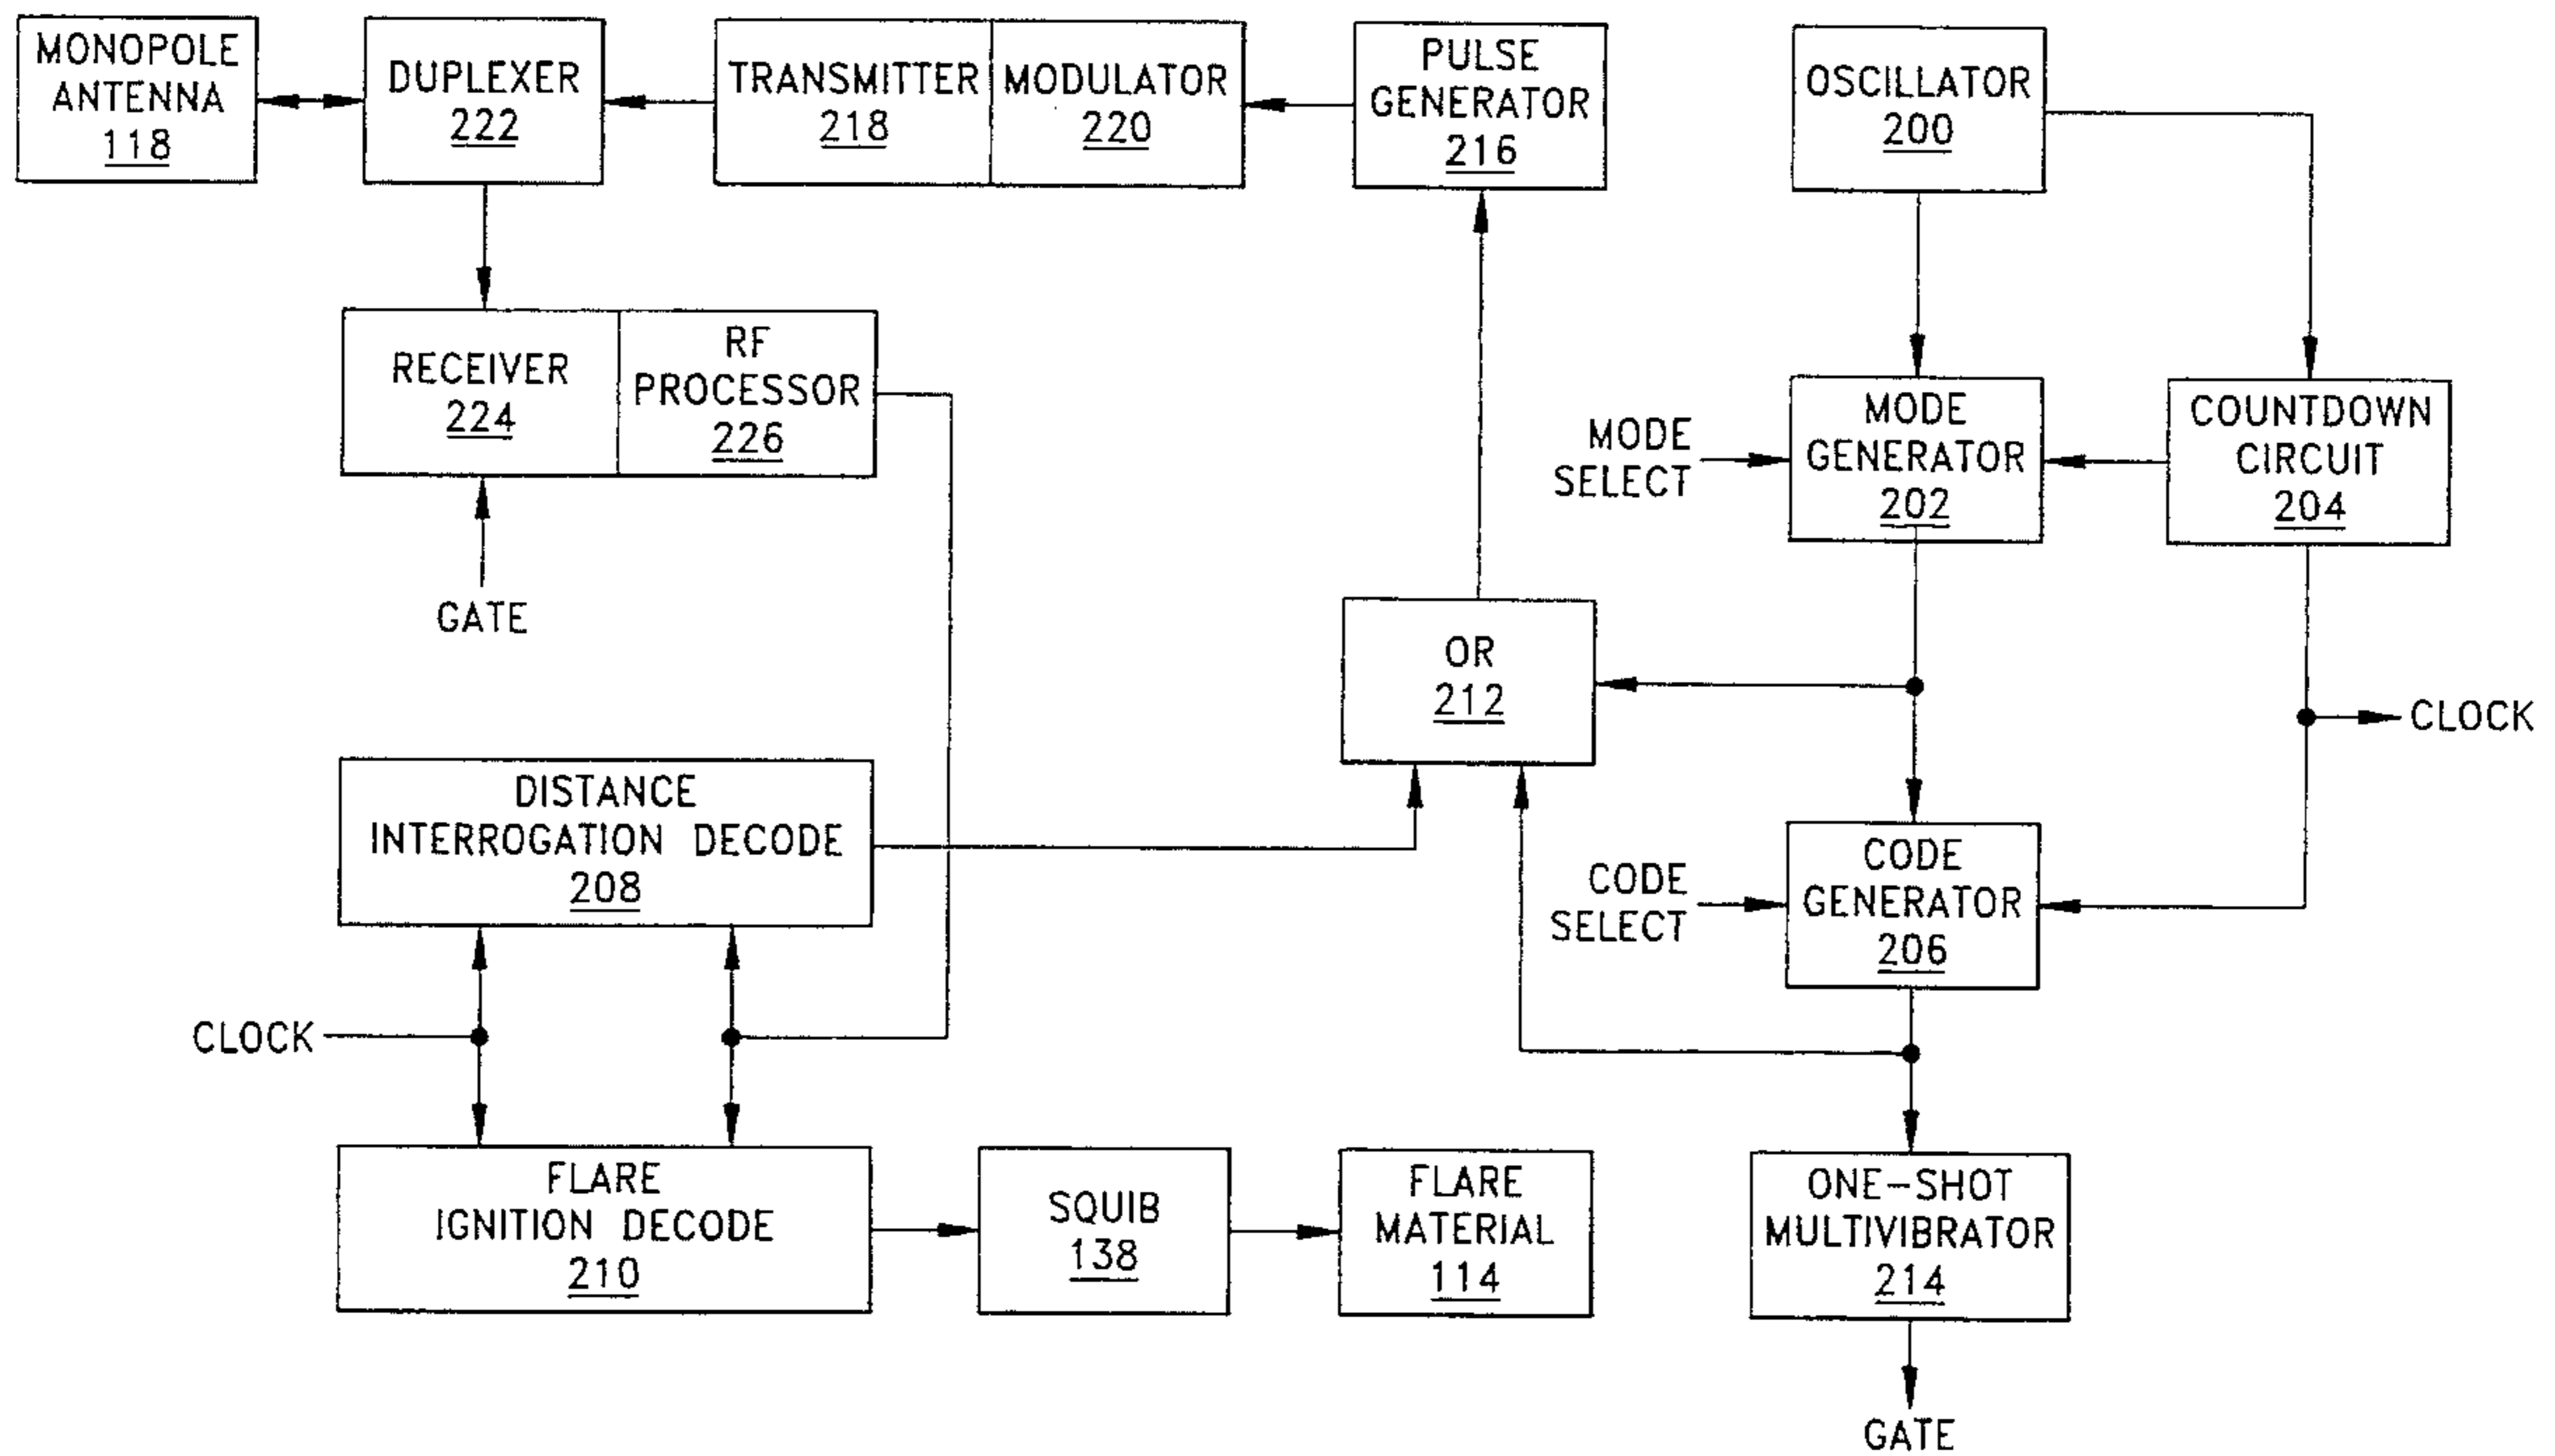 MONOPOLE
ANTENNA
118
DUPLEXER
222
TRANSMITTER
218
MODULATOR
220
PULSE
GENERATOR
216
OSCILLATOR
200
RECEIVER
224
RF
PROCESSOR
226
GATE
MODE
SELECT
MODE
GENERATOR
202
COUNTDOWN
CIRCUIT
204
OR
212
CLOCK
DISTANCE
INTERROGATION DECODE
208
CODE
SELECT
CODE
GENERATOR
206
CLOCK
FLARE
IGNITION DECODE
210
SQUIB
138
FLARE
MATERIAL
114
ONE-SHOT
MULTIVIBRATOR
214
GATE